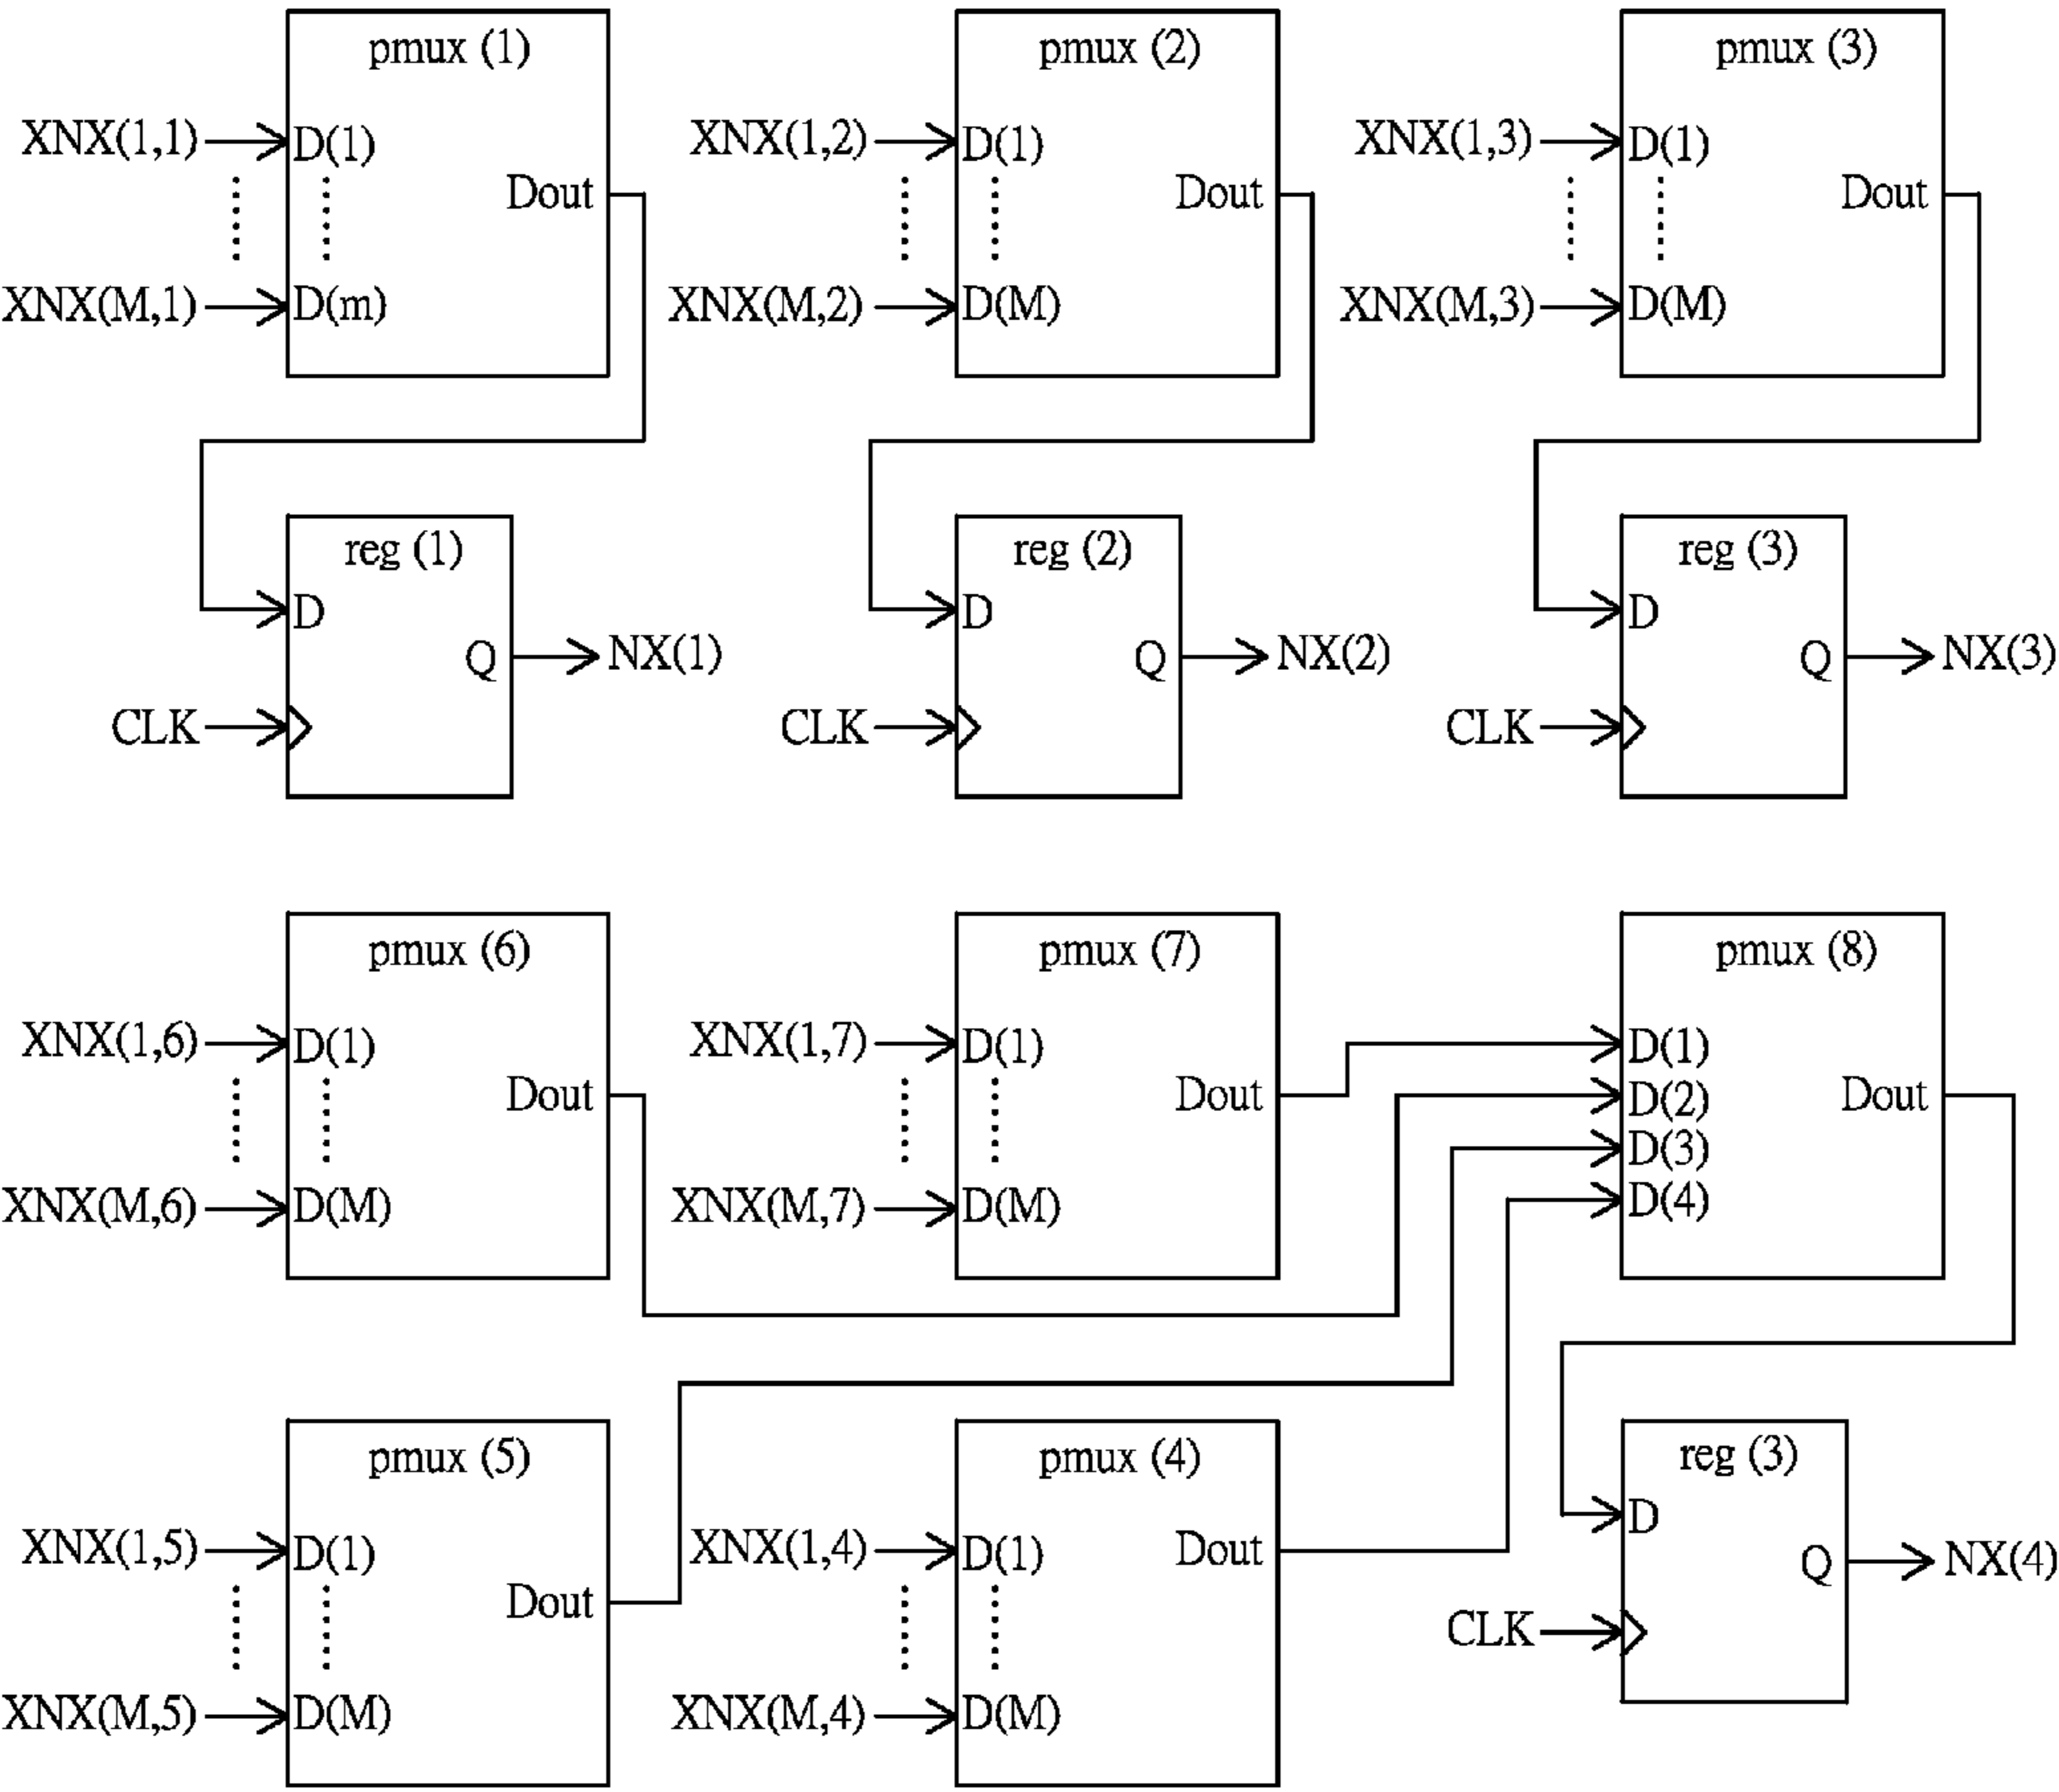 pmux (1)
XNX(1,1)
D(1)
Dout
XNX(M,1)
D(m)
pmux (2)
XNX(1,2)
D(1)
Dout
XNX(M,2)
D(M)
pmux (3)
XNX(1,3)
D(1)
Dout
XNX(M,3)
D(M)
reg (1)
D
Q
NX(1)
CLK
reg (2)
D
Q
NX(2)
CLK
reg (3)
D
Q
NX(3)
CLK
pmux (6)
XNX(1,6)
D(1)
Dout
XNX(M,6)
D(M)
pmux (7)
XNX(1,7)
D(1)
Dout
XNX(M,7)
D(M)
pmux (8)
D(1)
D(2)
D(3)
D(4)
Dout
pmux (5)
XNX(1,5)
D(1)
Dout
XNX(M,5)
D(M)
pmux (4)
XNX(1,4)
D(1)
Dout
XNX(M,4)
D(M)
reg (3)
D
Q
NX(4)
CLK